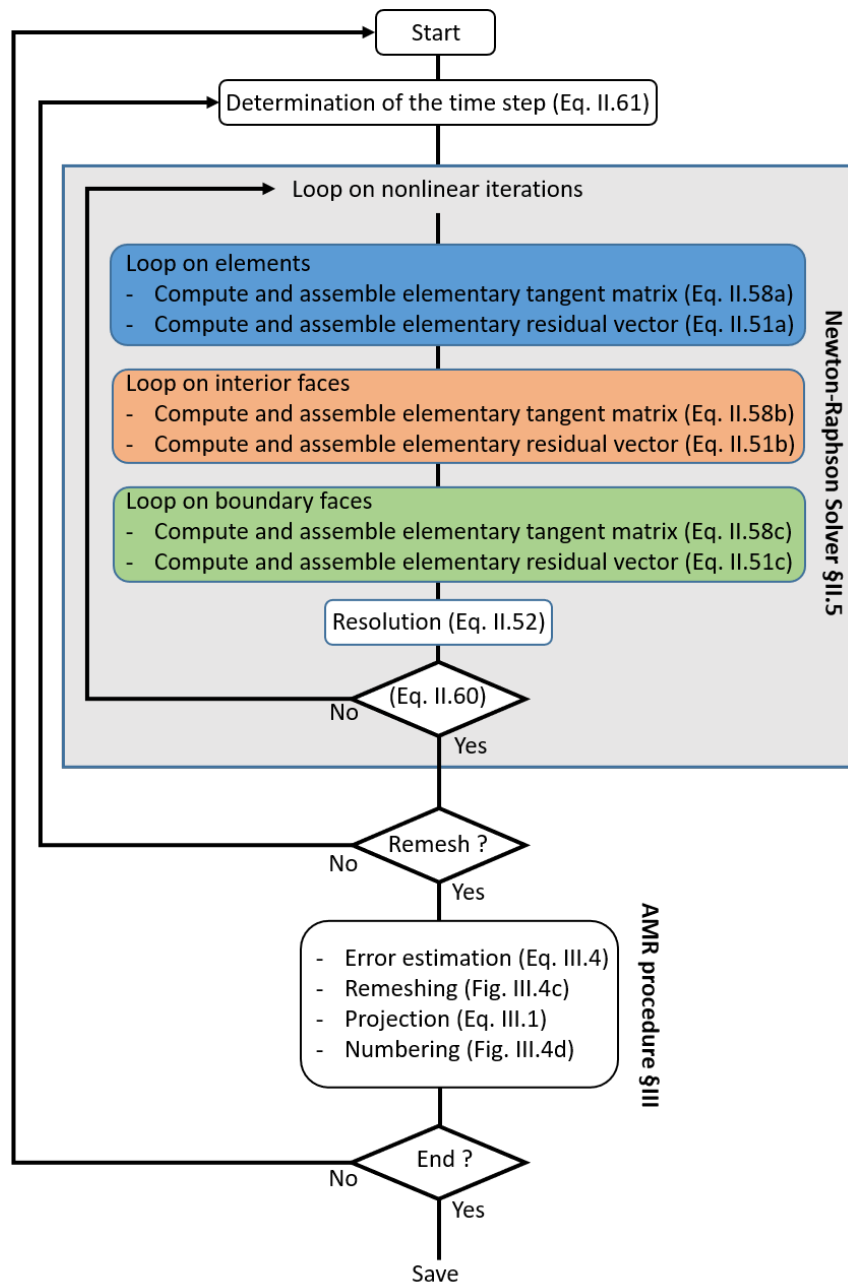 Start
Determination of the time step (Eq. II.61)
Loop on nonlinear iterations
Loop on elements
- Compute and assemble elementary tangent matrix (Eq. II.58a)
- Compute and assemble elementary residual vector (Eq. II.51a)
Loop on interior faces
- Compute and assemble elementary tangent matrix (Eq. II.58b)
- Compute and assemble elementary residual vector (Eq. II.51b)
Loop on boundary faces
- Compute and assemble elementary tangent matrix (Eq. II.58c)
- Compute and assemble elementary residual vector (Eq. II.51c)
Newton-Raphson Solver §II.5
Resolution (Eq. II.52)
(Eq. II.60)
No
Yes
Remesh ?
No
Yes
- Error estimation (Eq. III.4)
- Remeshing (Fig. III.4c)
- Projection (Eq. III.1)
- Numbering (Fig. III.4d)
AMR procedure §III
End ?
No
Yes
Save